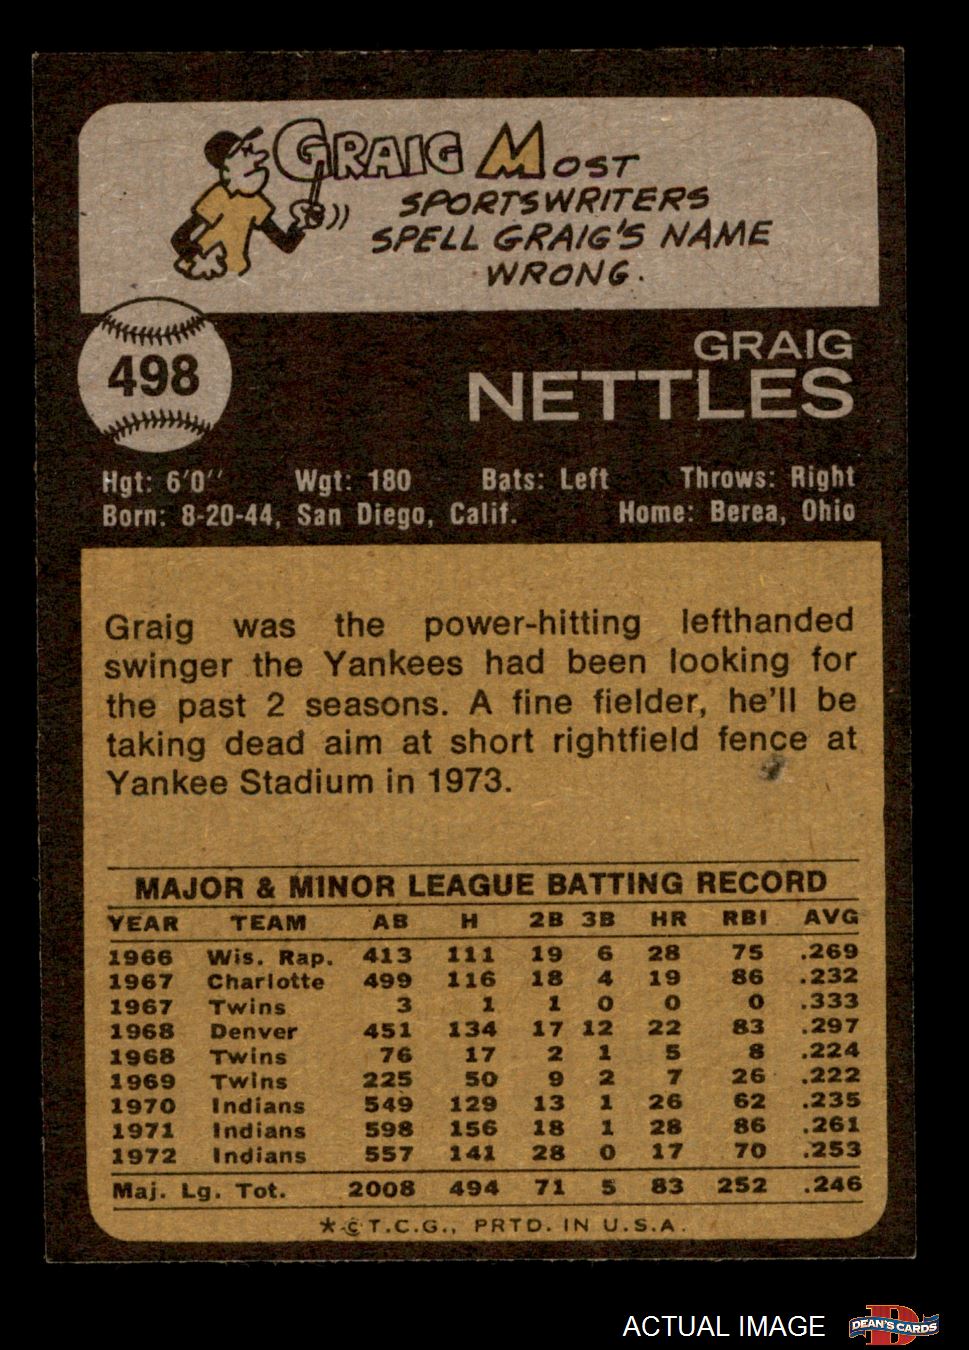 GRAIG MOST
SPORTSWRITERS
SPELL GRAIG'S NAME
WRONG.
498
GRAIG
NETTLES
Hgt: 6'0'' Wgt: 180 Bats: Left Throws: Right
Born: 8-20-44, San Diego, Calif. Home: Berea, Ohio
Graig was the power-hitting lefthanded
swinger the Yankees had been looking for
the past 2 seasons. A fine fielder, he'll be
taking dead aim at short rightfield fence at
Yankee Stadium in 1973.
MAJOR & MINOR LEAGUE BATTING RECORD
YEAR TEAM AB H 2B 3B HR RBI AVG
1966 Wis. Rap. 413 111 19 6 28 75 .269
1967 Charlotte 499 116 18 4 19 86 .232
1967 Twins 3 1 1 0 0 0 .333
1968 Denver 451 134 17 12 22 83 .297
1968 Twins 76 17 2 1 5 8 .224
1969 Twins 225 50 9 2 7 26 .222
1970 Indians 549 129 13 1 26 62 .235
1971 Indians 598 156 18 1 28 86 .261
1972 Indians 557 141 28 0 17 70 .253
Maj. Lg. Tot. 2008 494 71 5 83 252 .246
*©T.C.G., PRTD. IN U.S.A.
ACTUAL IMAGE
D
DEAN'S CARDS